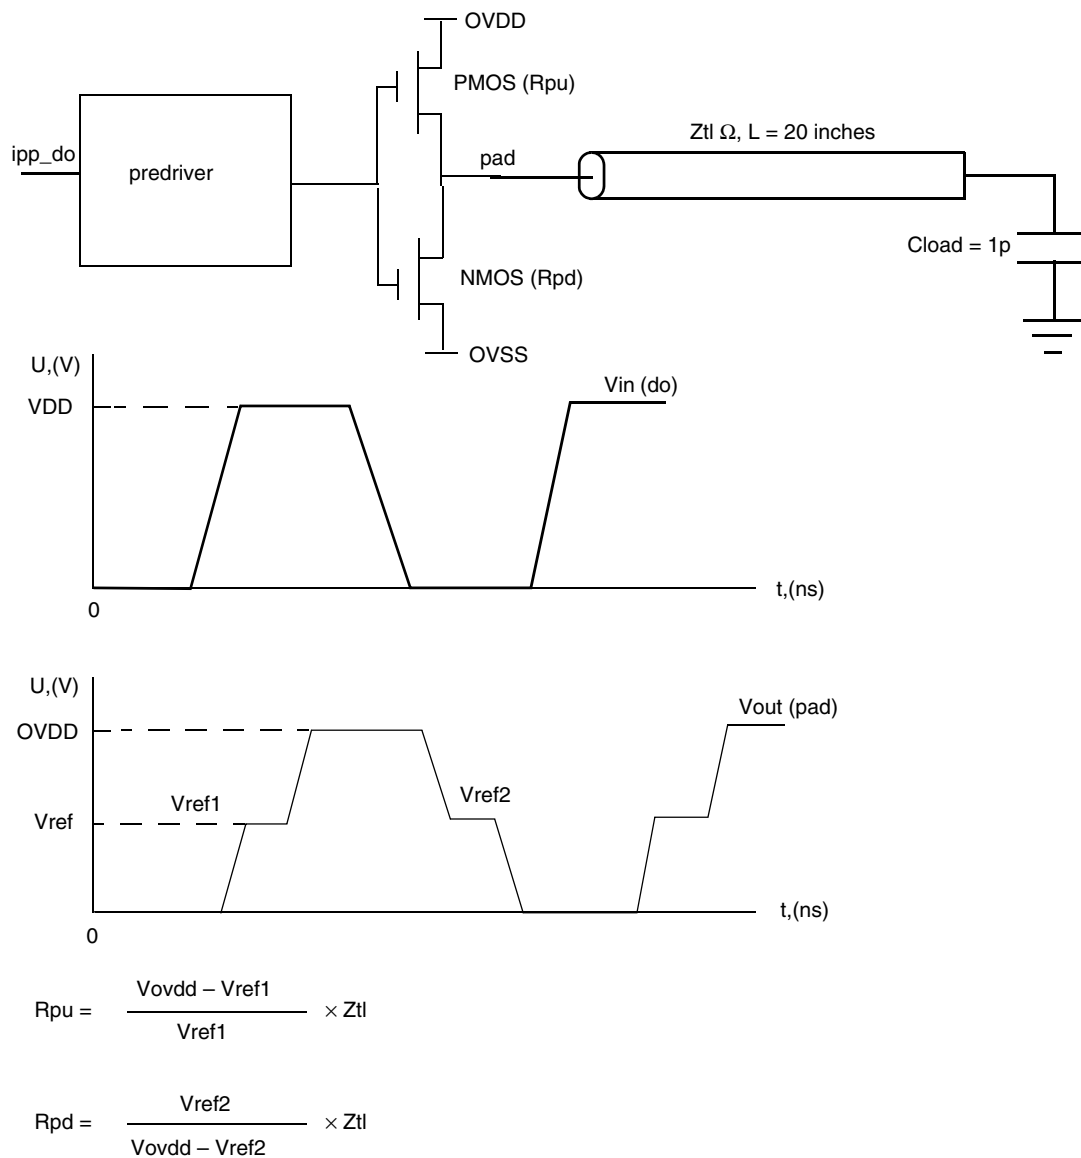 OVDD
PMOS (Rpu)
Ztl Ω, L = 20 inches
ipp_do
predriver
pad
Cload = 1p
NMOS (Rpd)
OVSS
U,(V)
VDD
Vin (do)
t,(ns)
0
U,(V)
OVDD
Vout (pad)
Vref1
Vref2
Vref
t,(ns)
0
Vovdd – Vref1
Rpu = × Ztl
Vref1
Vref2
Rpd = × Ztl
Vovdd – Vref2